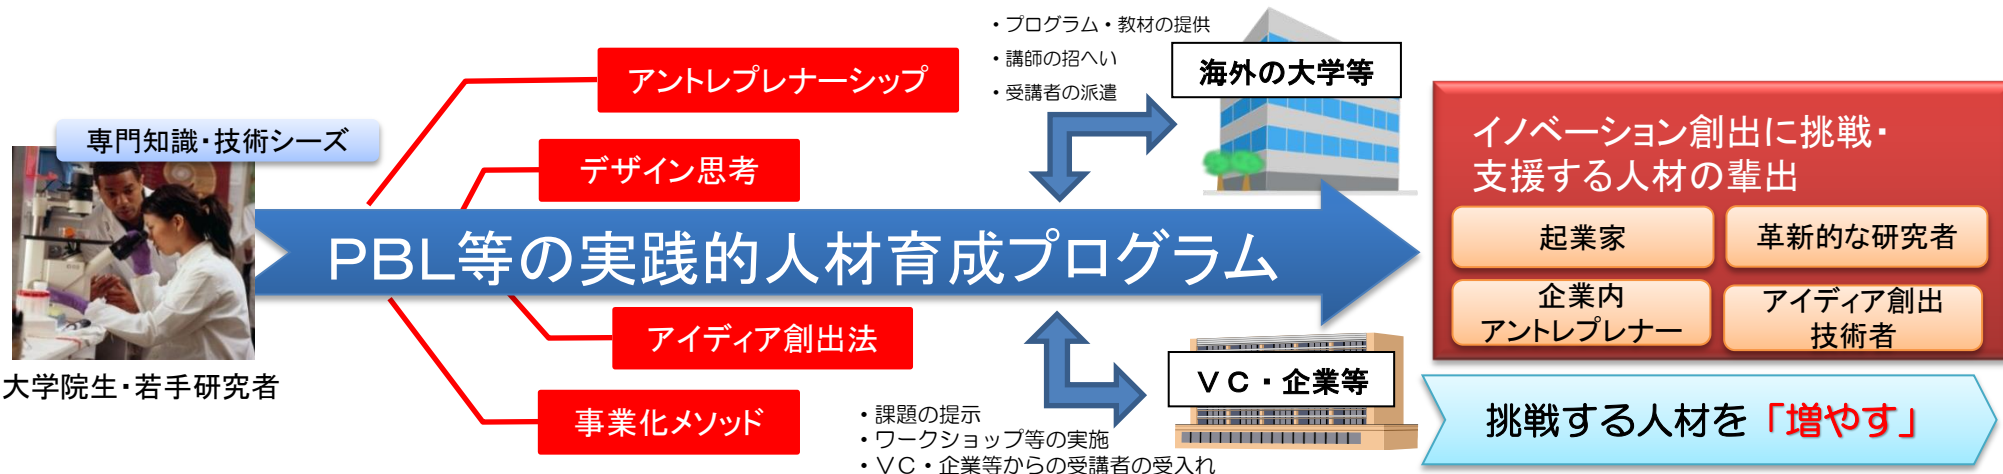 専門知識・技術シーズ
大学院生・若手研究者
アントレプレナーシップ
デザイン思考
PBL等の実践的人材育成プログラム
アイディア創出法
事業化メソッド
・プログラム・教材の提供
・講師の招へい
・受講者の派遣
海外の大学等
・課題の提示
・ワークショップ等の実施
・ＶＣ・企業等からの受講者の受入れ
ＶＣ・企業等
イノベーション創出に挑戦・
支援する人材の輩出
起業家
革新的な研究者
企業内
アントレプレナー
アイディア創出
技術者
挑戦する人材を「増やす」